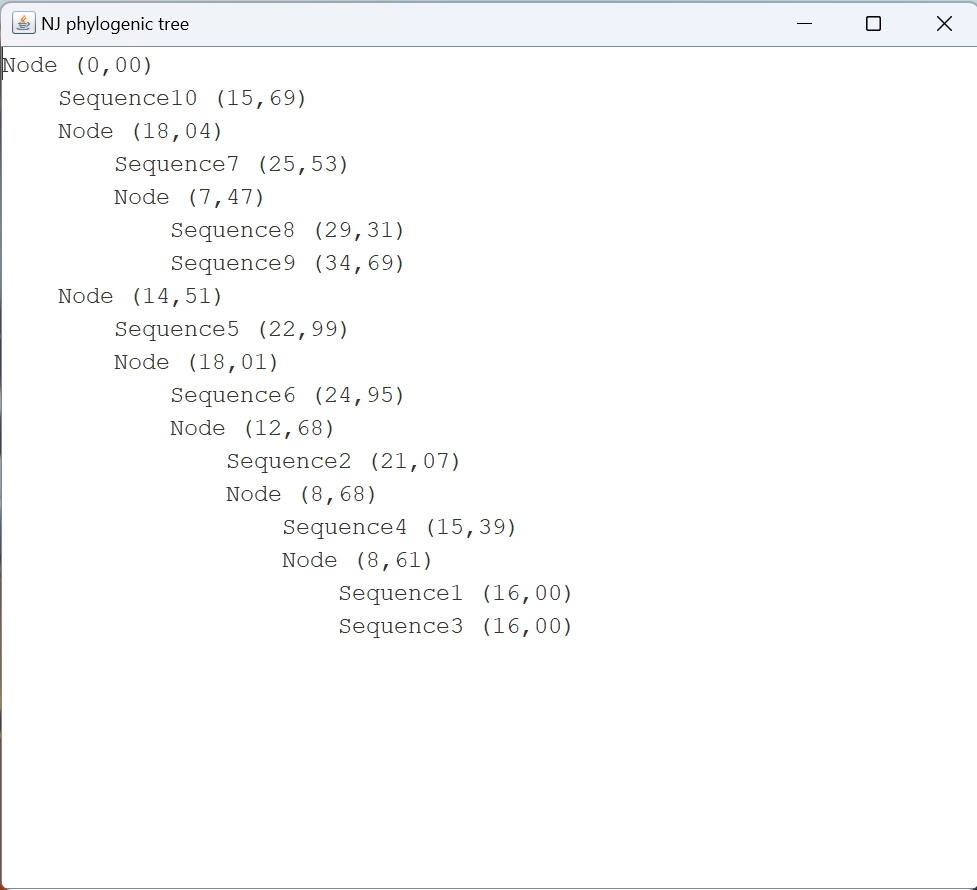 NJ phylogenic tree
Node (0,00)
Sequence10 (15,69)
Node (18,04)
Sequence7 (25,53)
Node (7,47)
Sequence8 (29,31)
Sequence9 (34,69)
Node (14,51)
Sequence5 (22,99)
Node (18,01)
Sequence6 (24,95)
Node (12,68)
Sequence2 (21,07)
Node (8,68)
Sequence4 (15,39)
Node (8,61)
Sequence1 (16,00)
Sequence3 (16,00)